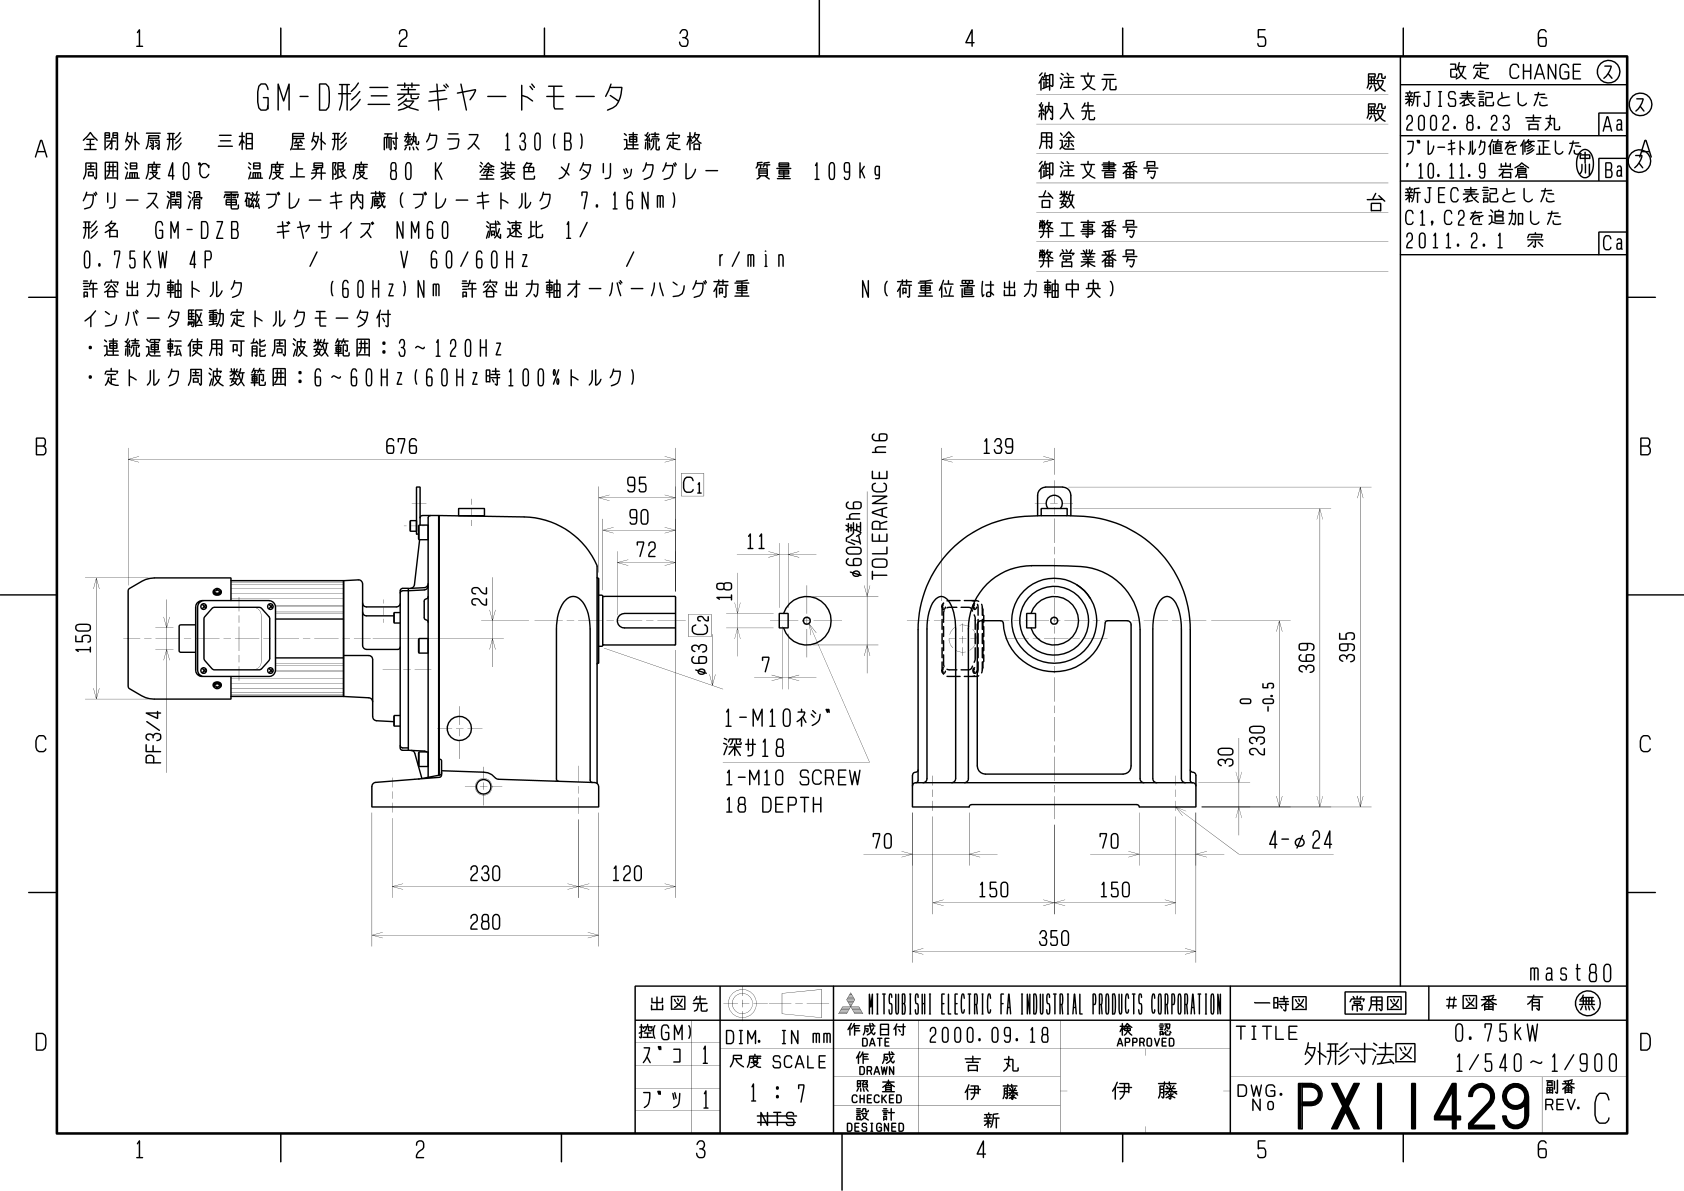 1 2 3 4 5 6
GM-D形三菱ギヤードモータ
全閉外扇形 三相 屋外形 耐熱クラス 130(B) 連続定格
周囲温度40℃ 温度上昇限度 80 K 塗装色 メタリックグレー 質量 109kg
グリース潤滑 電磁ブレーキ内蔵(ブレーキトルク 7.16Nm)
形名 GM-DZB ギヤサイズ NM60 減速比 1/
0.75KW 4P / V 60/60Hz / r/min
許容出力軸トルク (60Hz)Nm 許容出力軸オーバーハング荷重 N(荷重位置は出力軸中央)
インバータ駆動定トルクモータ付
・連続運転使用可能周波数範囲:3~120Hz
・定トルク周波数範囲:6~60Hz(60Hz時100%トルク)
御注文元 殿
納入先 殿
用途
御注文書番号
台数 台
弊工事番号
弊営業番号
改定 CHANGE ス
新JIS表記とした ス
2002.8.23 吉丸 Aa
ブレーキトルク値を修正した
'10.11.9 岩倉 Ba ス
新JEC表記とした
C1,C2を追加した
2011.2.1 宗 Ca
A
B
C
D
A
B
C
D
676
95 C1
90
72
22
150
PF3/4
φ63 C2
230
120
280
11
18
7
φ60公差h6
TOLERANCE h6
1-M10ネジ
深サ18
1-M10 SCREW
18 DEPTH
139
369
395
230 0 -0.5
30
4-φ24
70
70
150
150
350
mast80
出図先
控(GM)
スコ 1
ブツ 1
DIM. IN mm
尺度 SCALE
1 : 7
NTS
MITSUBISHI ELECTRIC FA INDUSTRIAL PRODUCTS CORPORATION
作成日付 DATE 2000.09.18
作成 DRAWN 吉丸
照査 CHECKED 伊藤
設計 DESIGNED 新
検認 APPROVED
伊藤
一時図 常用図 #図番 有 無
TITLE 外形寸法図
0.75kW
1/540~1/900
DWG. No PX11429
副番 REV. C
1 2 3 4 5 6